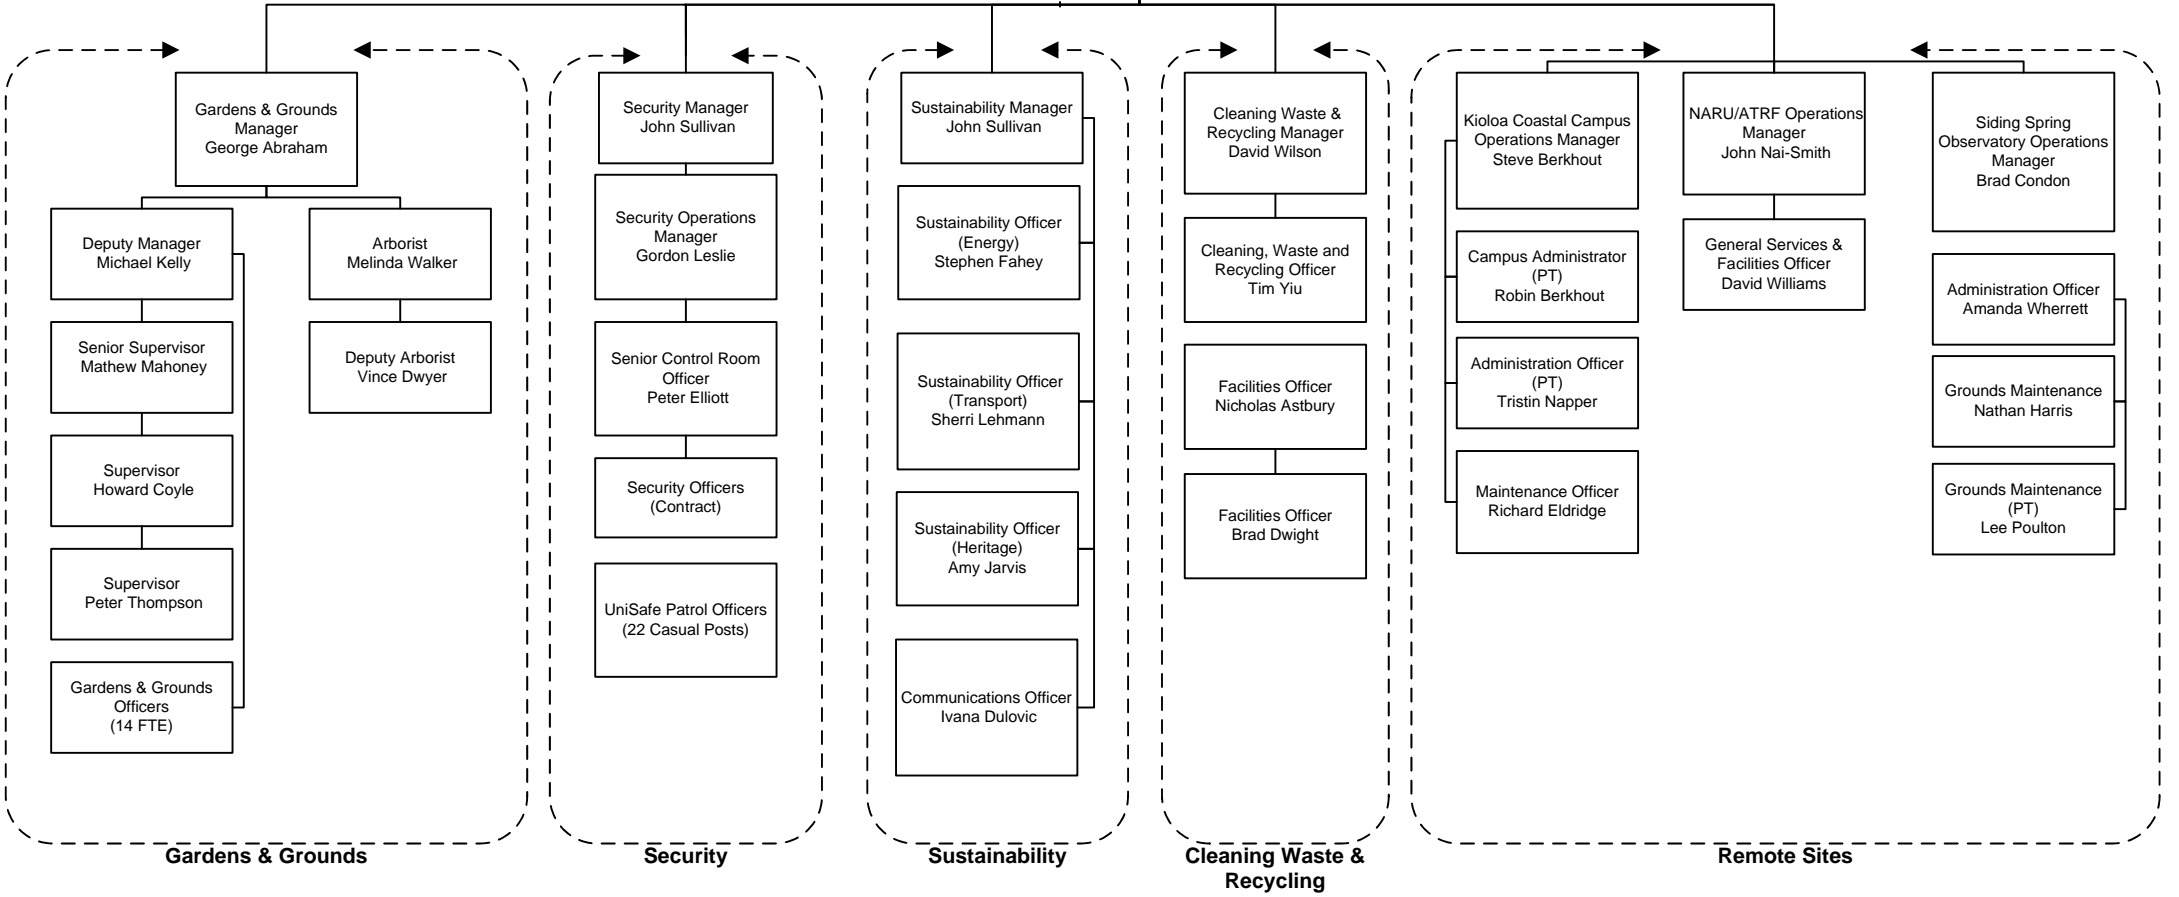 Gardens & Grounds
Manager
George Abraham
Deputy Manager
Michael Kelly
Senior Supervisor
Mathew Mahoney
Supervisor
Howard Coyle
Supervisor
Peter Thompson
Gardens & Grounds
Officers
(14 FTE)
Arborist
Melinda Walker
Deputy Arborist
Vince Dwyer
Gardens & Grounds
Security Manager
John Sullivan
Security Operations
Manager
Gordon Leslie
Senior Control Room
Officer
Peter Elliott
Security Officers
(Contract)
UniSafe Patrol Officers
(22 Casual Posts)
Security
Sustainability Manager
John Sullivan
Sustainability Officer
(Energy)
Stephen Fahey
Sustainability Officer
(Transport)
Sherri Lehmann
Sustainability Officer
(Heritage)
Amy Jarvis
Communications Officer
Ivana Dulovic
Sustainability
Cleaning Waste &
Recycling Manager
David Wilson
Cleaning, Waste and
Recycling Officer
Tim Yiu
Facilities Officer
Nicholas Astbury
Facilities Officer
Brad Dwight
Cleaning Waste &
Recycling
Kioloa Coastal Campus
Operations Manager
Steve Berkhout
Campus Administrator
(PT)
Robin Berkhout
Administration Officer
(PT)
Tristin Napper
Maintenance Officer
Richard Eldridge
NARU/ATRF Operations
Manager
John Nai-Smith
General Services &
Facilities Officer
David Williams
Siding Spring
Observatory Operations
Manager
Brad Condon
Administration Officer
Amanda Wherrett
Grounds Maintenance
Nathan Harris
Grounds Maintenance
(PT)
Lee Poulton
Remote Sites